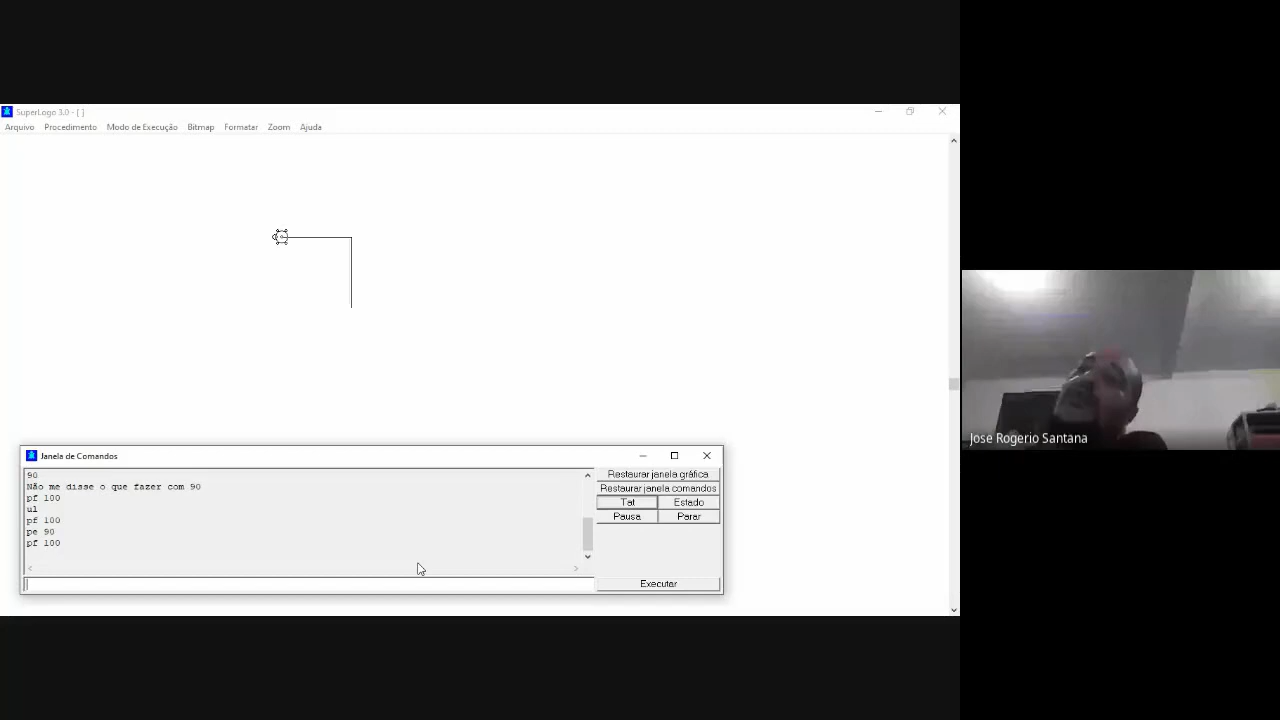 SuperLogo 3.0 - [ ]
Arquivo Procedimento Modo de Execução Bitmap Formatar Zoom Ajuda
Janela de Comandos
90
Não me disse o que fazer com 90
pf 100
ul
pf 100
pe 90
pf 100
Restaurar janela gráfica
Restaurar janela comandos
Tat Estado
Pausa Parar
Executar
Jose Rogerio Santana